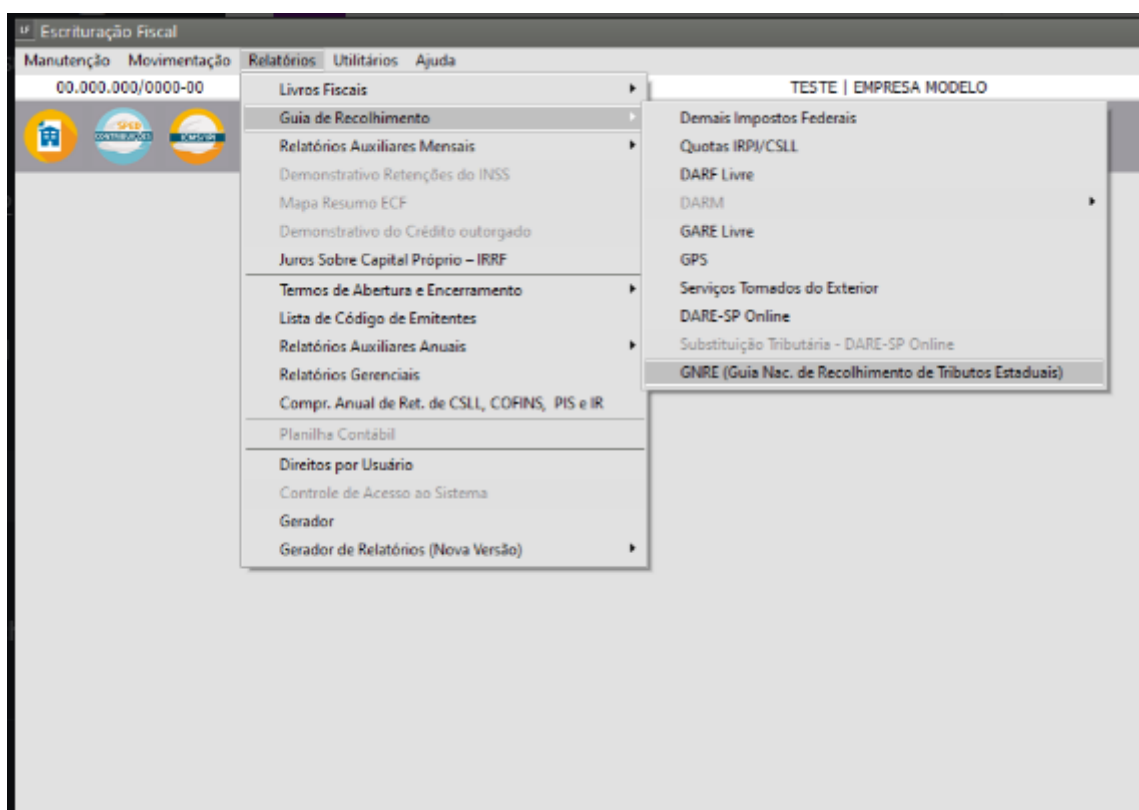 Escrituração Fiscal
Manutenção Movimentação Relatórios Utilitários Ajuda
00.000.000/0000-00
TESTE | EMPRESA MODELO
SPED
CONTRIBUIÇÕES
ICMS/IPI
Livros Fiscais
Guia de Recolhimento
Relatórios Auxiliares Mensais
Demonstrativo Retenções do INSS
Mapa Resumo ECF
Demonstrativo do Crédito outorgado
Juros Sobre Capital Próprio – IRRF
Termos de Abertura e Encerramento
Lista de Código de Emitentes
Relatórios Auxiliares Anuais
Relatórios Gerenciais
Compr. Anual de Ret. de CSLL, COFINS, PIS e IR
Planilha Contábil
Direitos por Usuário
Controle de Acesso ao Sistema
Gerador
Gerador de Relatórios (Nova Versão)
Demais Impostos Federais
Quotas IRPJ/CSLL
DARF Livre
DARM
GARE Livre
GPS
Serviços Tomados do Exterior
DARE-SP Online
Substituição Tributária - DARE-SP Online
GNRE (Guia Nac. de Recolhimento de Tributos Estaduais)